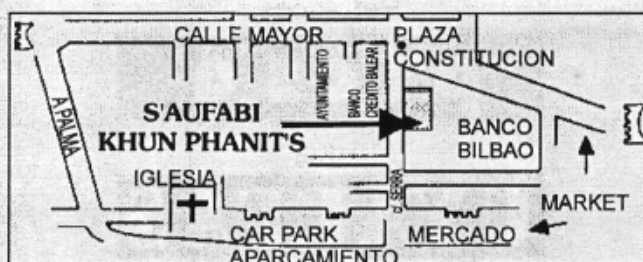 CALLE MAYOR
PLAZA
CONSTITUCION
A PALMA
AYUNTAMIENTO
BANCO
CREDITO BALEAR
S'AUFABI
KHUN PHANIT'S
BANCO
BILBAO
IGLESIA
C/. SERRA
MARKET
CAR PARK
MERCADO
APARCAMIENTO